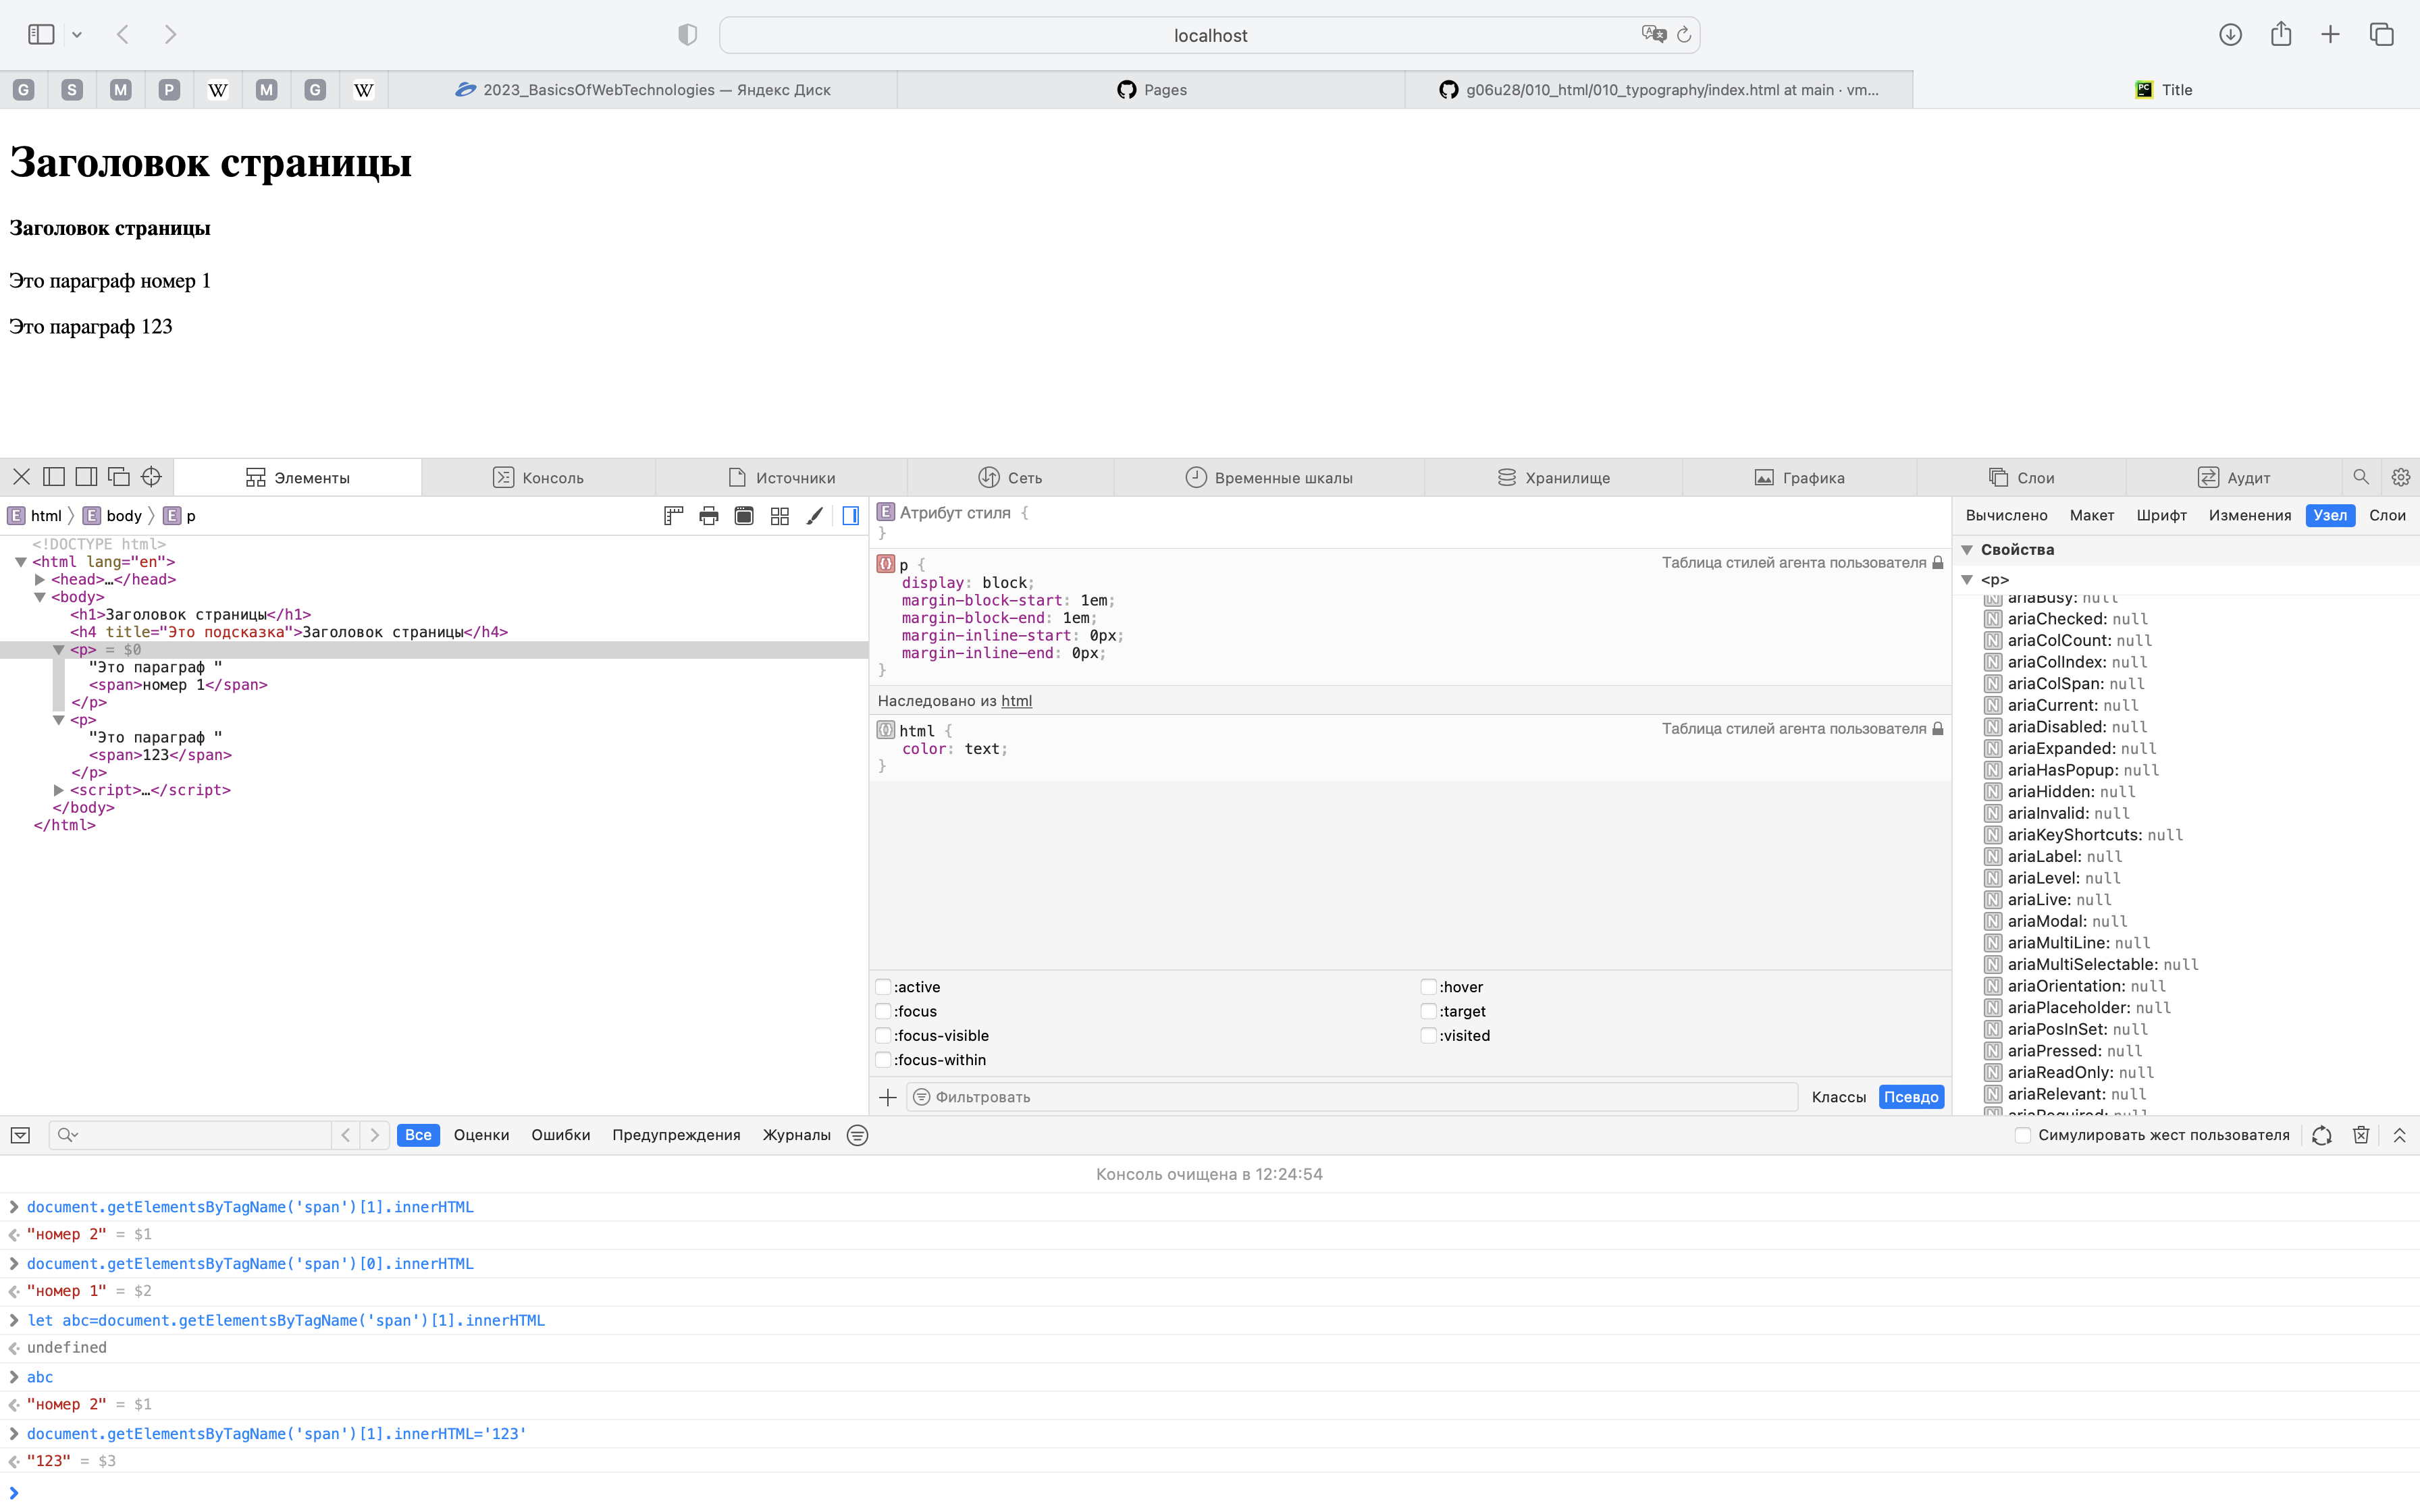 localhost
G S M P W M G W 2023_BasicsOfWebTechnologies — Яндекс Диск Pages g06u28/010_html/010_typography/index.html at main · vm... PC Title
Заголовок страницы
Заголовок страницы
Это параграф номер 1
Это параграф 123
Элементы Консоль Источники Сеть Временные шкалы Хранилище Графика Слои Аудит
E html E body E p
<!DOCTYPE html>
<html lang="en">
<head>…</head>
<body>
<h1>Заголовок страницы</h1>
<h4 title="Это подсказка">Заголовок страницы</h4>
<p> = $0
"Это параграф "
<span>номер 1</span>
</p>
<p>
"Это параграф "
<span>123</span>
</p>
<script>…</script>
</body>
</html>
E Атрибут стиля {
}
p { Таблица стилей агента пользователя
display: block;
margin-block-start: 1em;
margin-block-end: 1em;
margin-inline-start: 0px;
margin-inline-end: 0px;
}
Наследовано из html
html { Таблица стилей агента пользователя
color: text;
}
:active :hover
:focus :target
:focus-visible :visited
:focus-within
Фильтровать Классы Псевдо
Вычислено Макет Шрифт Изменения Узел Слои
Свойства
<p>
N ariaBusy: null
N ariaChecked: null
N ariaColCount: null
N ariaColIndex: null
N ariaColSpan: null
N ariaCurrent: null
N ariaDisabled: null
N ariaExpanded: null
N ariaHasPopup: null
N ariaHidden: null
N ariaInvalid: null
N ariaKeyShortcuts: null
N ariaLabel: null
N ariaLevel: null
N ariaLive: null
N ariaModal: null
N ariaMultiLine: null
N ariaMultiSelectable: null
N ariaOrientation: null
N ariaPlaceholder: null
N ariaPosInSet: null
N ariaPressed: null
N ariaReadOnly: null
N ariaRelevant: null
N ariaRequired: null
Все Оценки Ошибки Предупреждения Журналы Симулировать жест пользователя
Консоль очищена в 12:24:54
document.getElementsByTagName('span')[1].innerHTML
"номер 2" = $1
document.getElementsByTagName('span')[0].innerHTML
"номер 1" = $2
let abc=document.getElementsByTagName('span')[1].innerHTML
undefined
abc
"номер 2" = $1
document.getElementsByTagName('span')[1].innerHTML='123'
"123" = $3